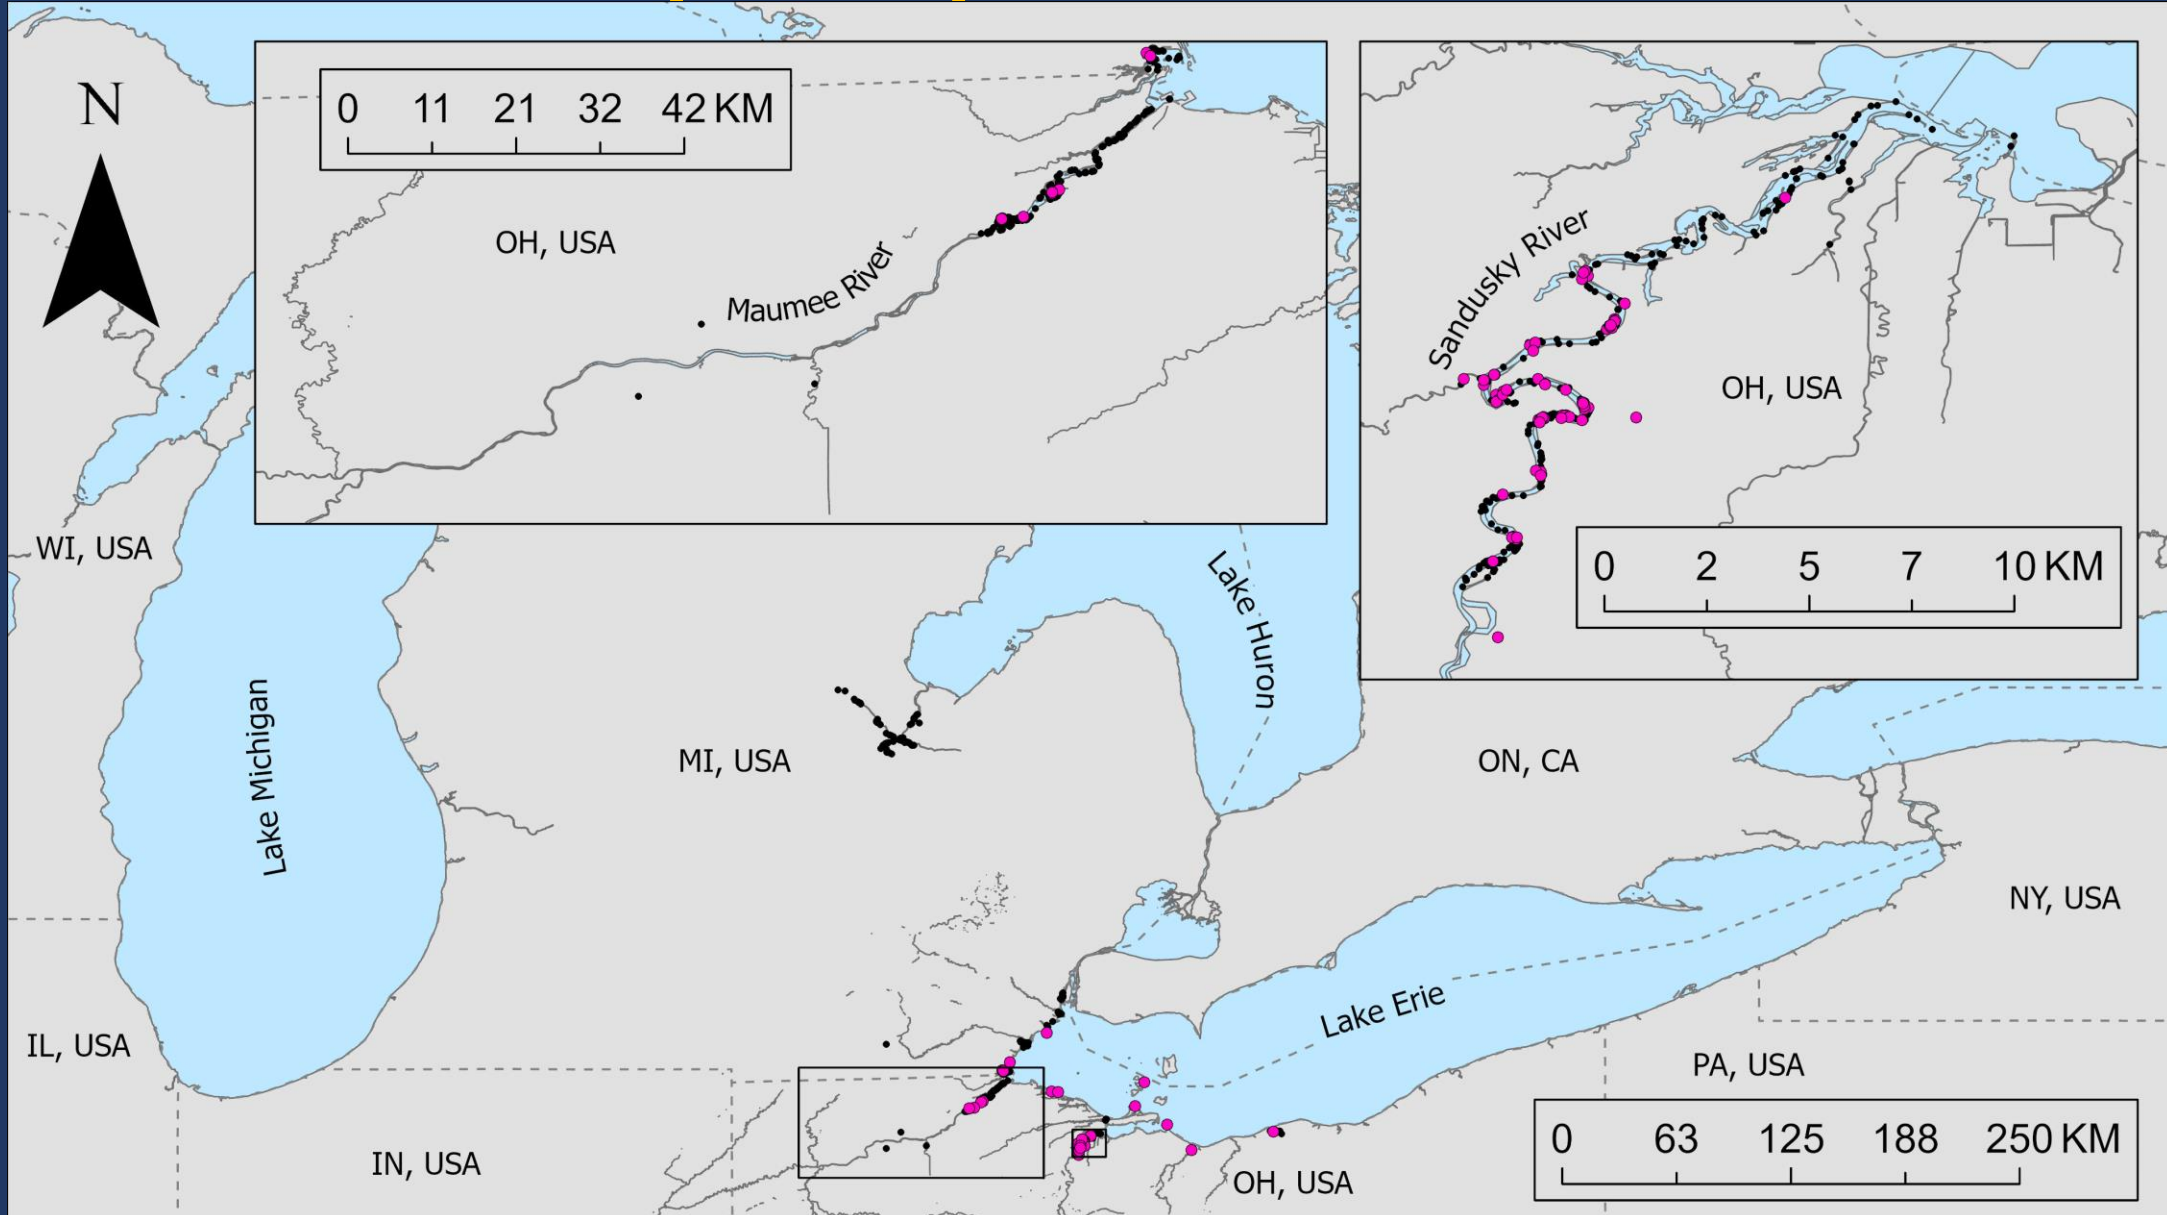 N
0 11 21 32 42 KM
OH, USA
Maumee River
Sandusky River
OH, USA
0 2 5 7 10 KM
WI, USA
Lake Huron
Lake Michigan
MI, USA
ON, CA
NY, USA
Lake Erie
IL, USA
PA, USA
IN, USA
OH, USA
0 63 125 188 250 KM